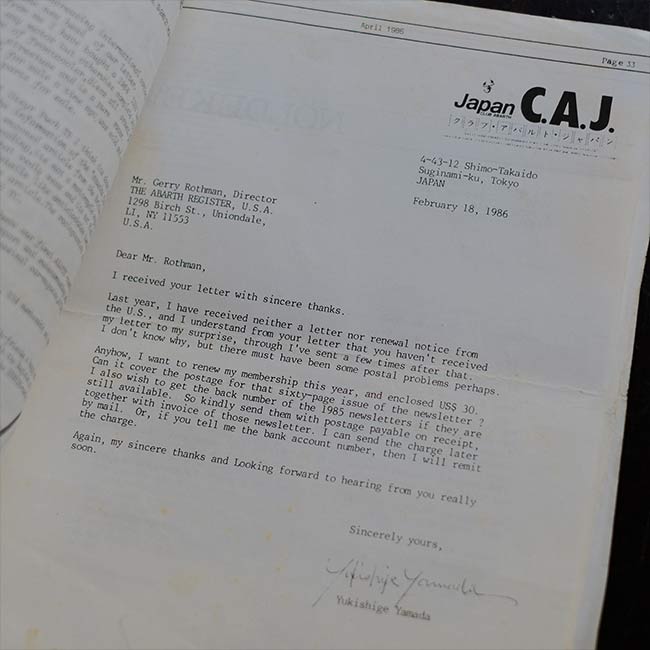 April 1986
Page 33
Japan C.A.J.
CLUB ABARTH
クラブ・アバルト・ジャパン
4-43-12 Shimo-Takaido
Suginami-ku, Tokyo
JAPAN
February 18, 1986
Mr. Gerry Rothman, Director
THE ABARTH REGISTER, U.S.A.
1298 Birch St., Uniondale,
LI, NY 11553
U.S.A.
Dear Mr. Rothman,
I received your letter with sincere thanks.
Last year, I have received neither a letter nor renewal notice from
the U.S., and I understand from your letter that you haven't received
my letter to my surprise, through I've sent a few times after that.
I don't know why, but there must have been some postal problems perhaps.
Anyhow, I want to renew my membership this year, and enclosed US$ 30.
Can it cover the postage for that sixty-page issue of the newsletter ?
I also wish to get the back number of the 1985 newsletters if they are
still available. So kindly send them with postage payable on receipt,
together with invoice of those newsletter. I can send the charge later
by mail. Or, if you tell me the bank account number, then I will remit
the charge.
Again, my sincere thanks and Looking forward to hearing from you really
soon.
Sincerely yours,
Yukishige Yamada
Yukishige Yamada